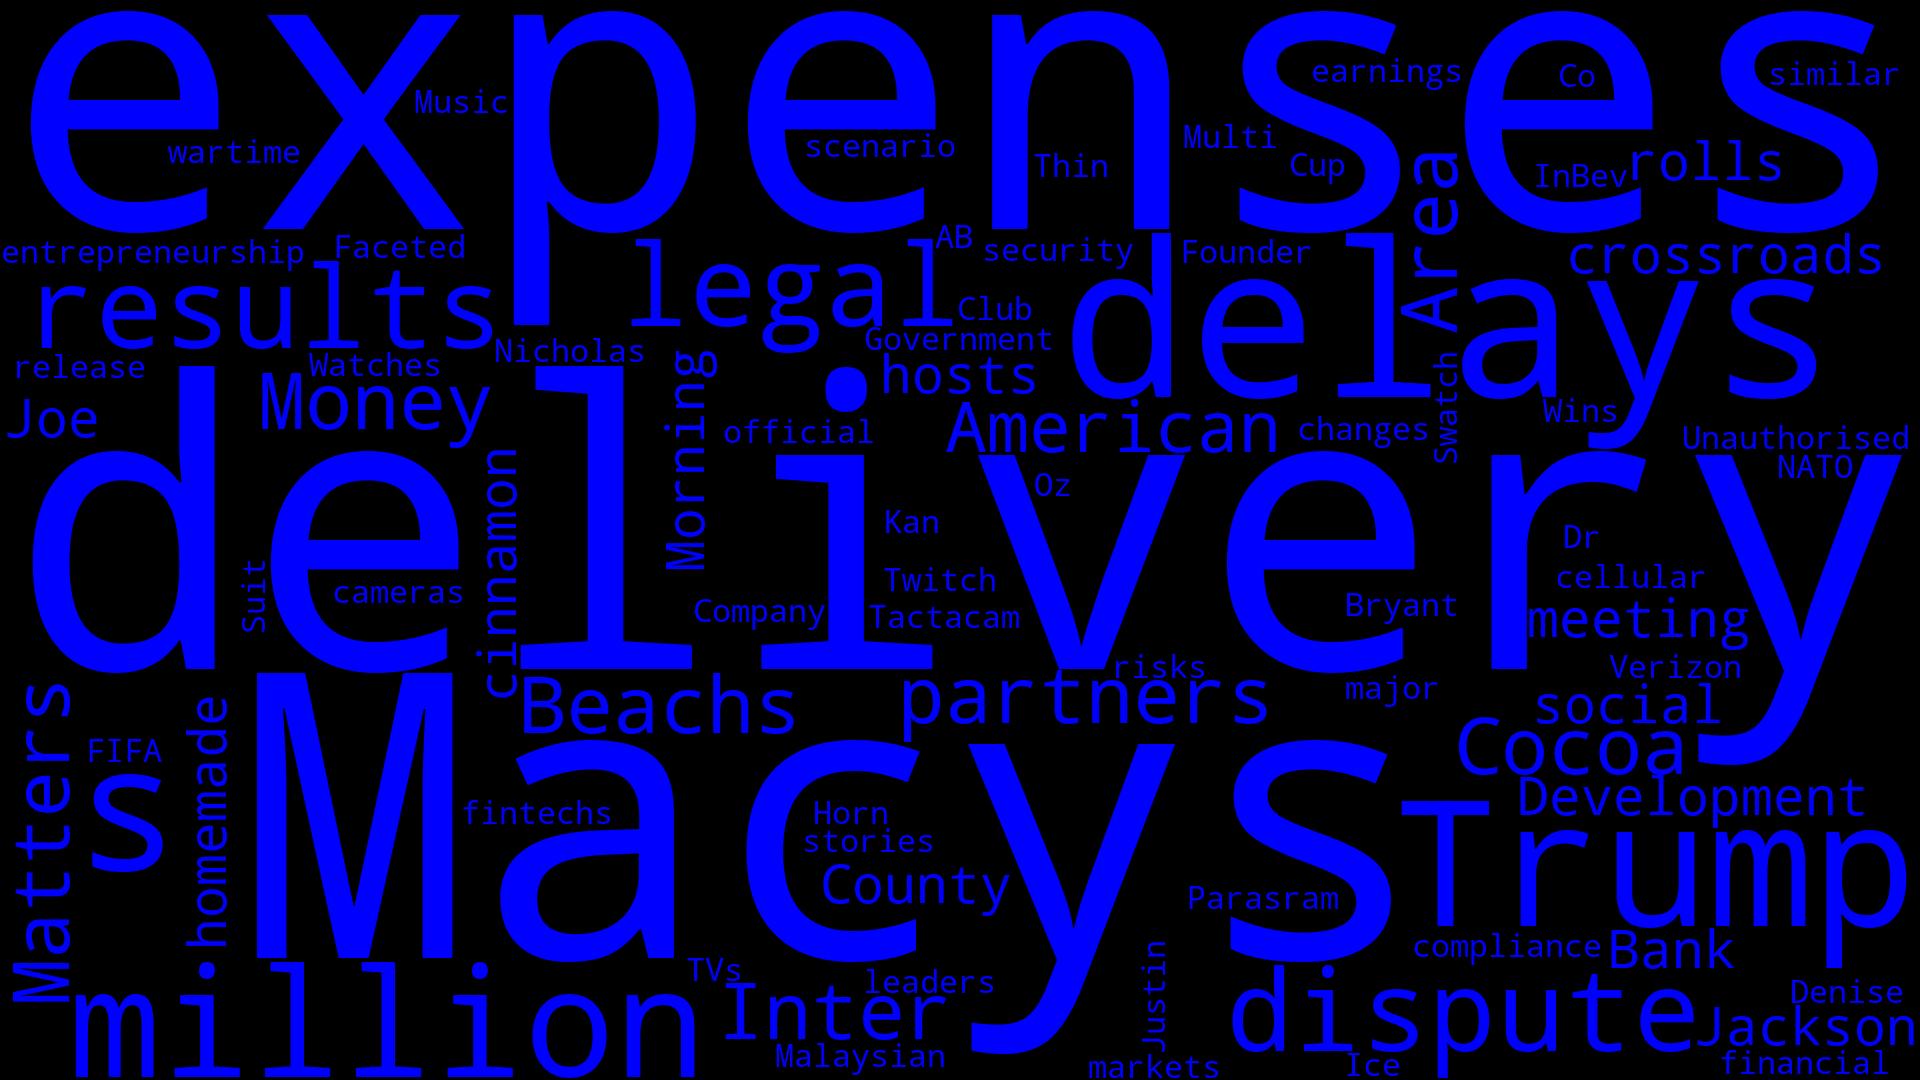 expenses
earnings
Co
similar
Music
wartime
scenario
Thin
Multi
Cup
Area
InBev
rolls
entrepreneurship
Faceted
AB
security
Founder
crossroads
results
legal
delays
Club
Government
release
Watches
Nicholas
Morning
hosts
Swatch
Joe
Money
official
American
changes
Wins
Unauthorised
NATO
delivery
Oz
cinnamon
Kan
Dr
Suit
cameras
Twitch
cellular
Company
Tactacam
Bryant
meeting
risks
Verizon
Matters
homemade
Beachs
partners
major
social
FIFA
s
Macys
Cocoa
fintechs
Horn
stories
Development
Trump
County
Parasram
compliance
Bank
million
TVs
leaders
Inter
Justin
dispute
Denise
Jackson
Malaysian
markets
Ice
financial